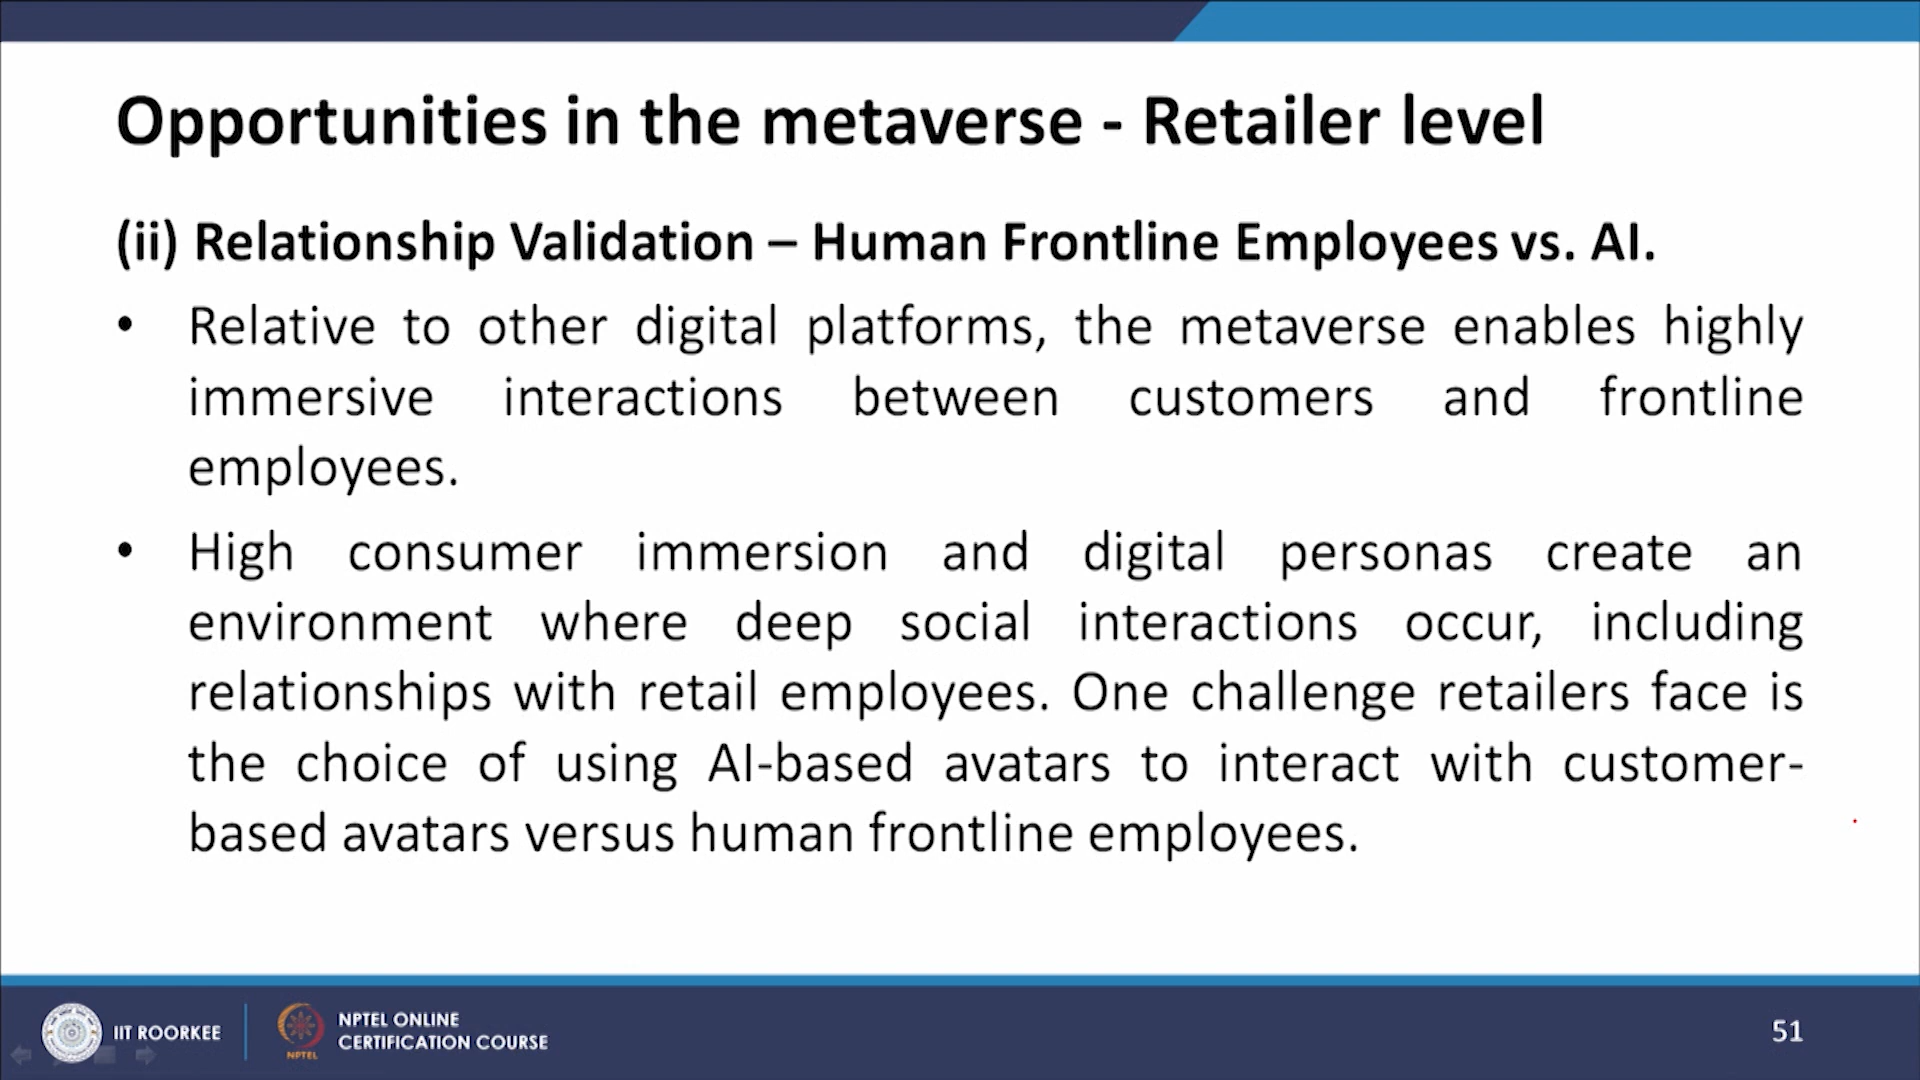 Opportunities in the metaverse - Retailer level
(ii) Relationship Validation – Human Frontline Employees vs. AI.
• Relative to other digital platforms, the metaverse enables highly
immersive interactions between customers and frontline
employees.
• High consumer immersion and digital personas create an
environment where deep social interactions occur, including
relationships with retail employees. One challenge retailers face is
the choice of using AI-based avatars to interact with customer-
based avatars versus human frontline employees.
IIT ROORKEE
NPTEL
NPTEL ONLINE
CERTIFICATION COURSE
51